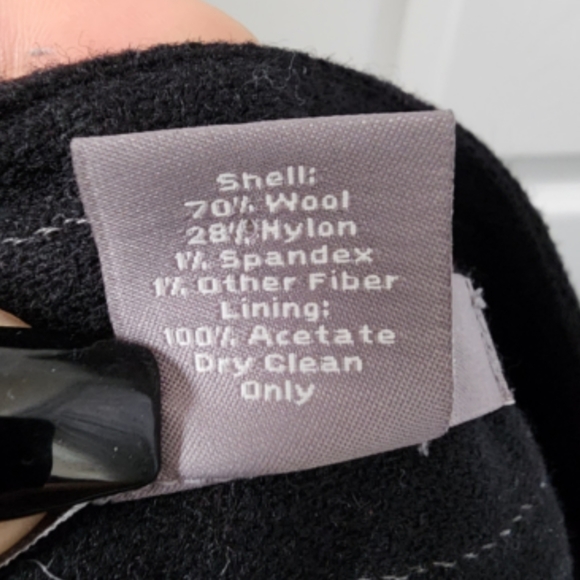 Shell:
70% Wool
28% Nylon
1% Spandex
1% Other Fiber
Lining:
100% Acetate
Dry Clean
Only